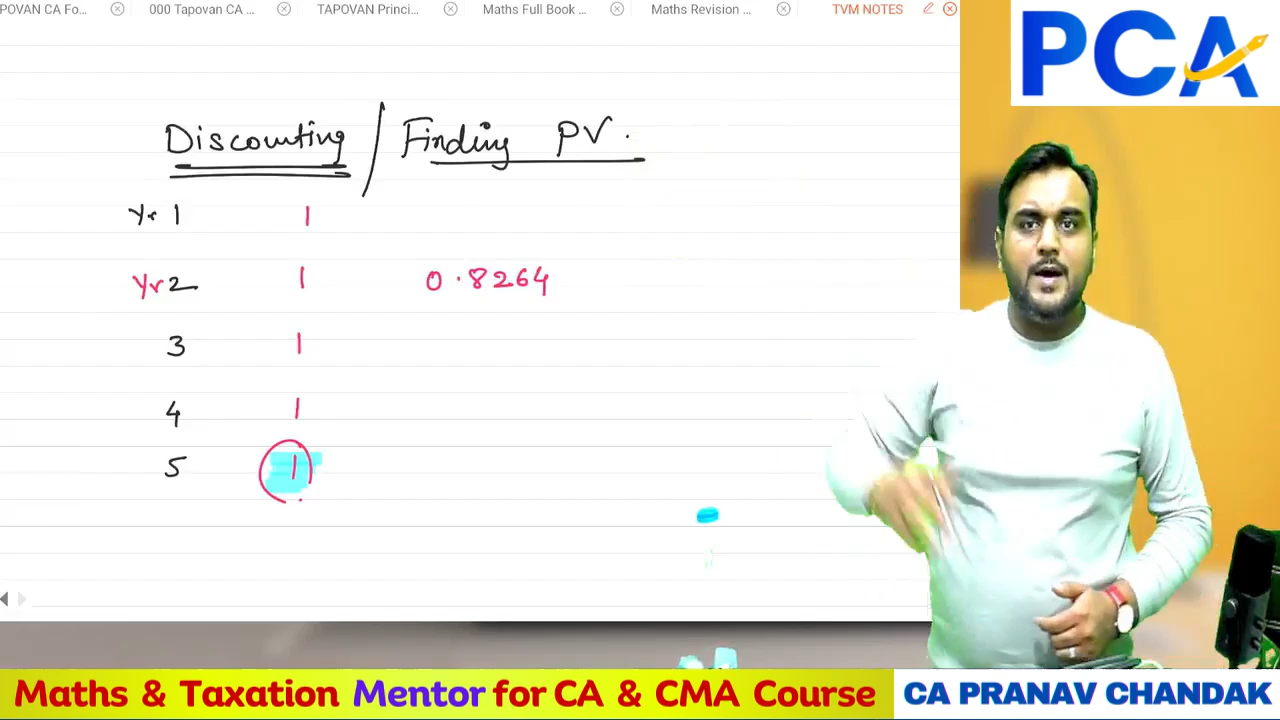 POVAN CA Fo...
000 Tapovan CA ...
TAPOVAN Princi...
Maths Full Book ...
Maths Revision ...
TVM NOTES
PCA
Discounting / Finding PV.
Yr 1 1
Yr 2 1 0.8264
3 1
4 1
5 1
Maths & Taxation Mentor for CA & CMA Course
CA PRANAV CHANDAK